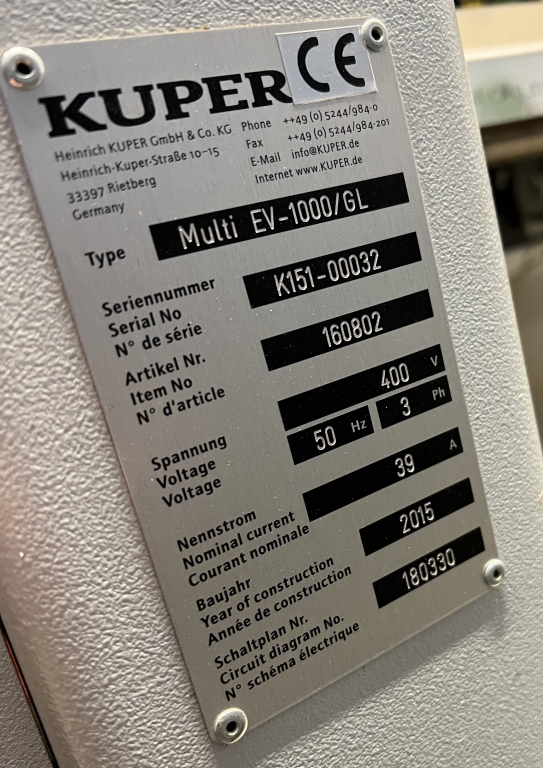 KUPER CE
Heinrich KUPER GmbH & Co. KG
Heinrich-Kuper-Straße 10-15
33397 Rietberg
Germany
Phone ++49 (0) 5244/984-0
Fax ++49 (0) 5244/984-201
E-Mail info@KUPER.de
Internet www.KUPER.de
Type Multi EV-1000/GL
Seriennummer
Serial No K151-00032
N° de série
Artikel Nr.
Item No 160802
N° d'article
Spannung 400 V
Voltage 50 Hz 3 Ph
Voltage
Nennstrom
Nominal current 39 A
Courant nominale
Baujahr
Year of construction 2015
Année de construction
Schaltplan Nr.
Circuit diagram No. 180330
N° schéma électrique